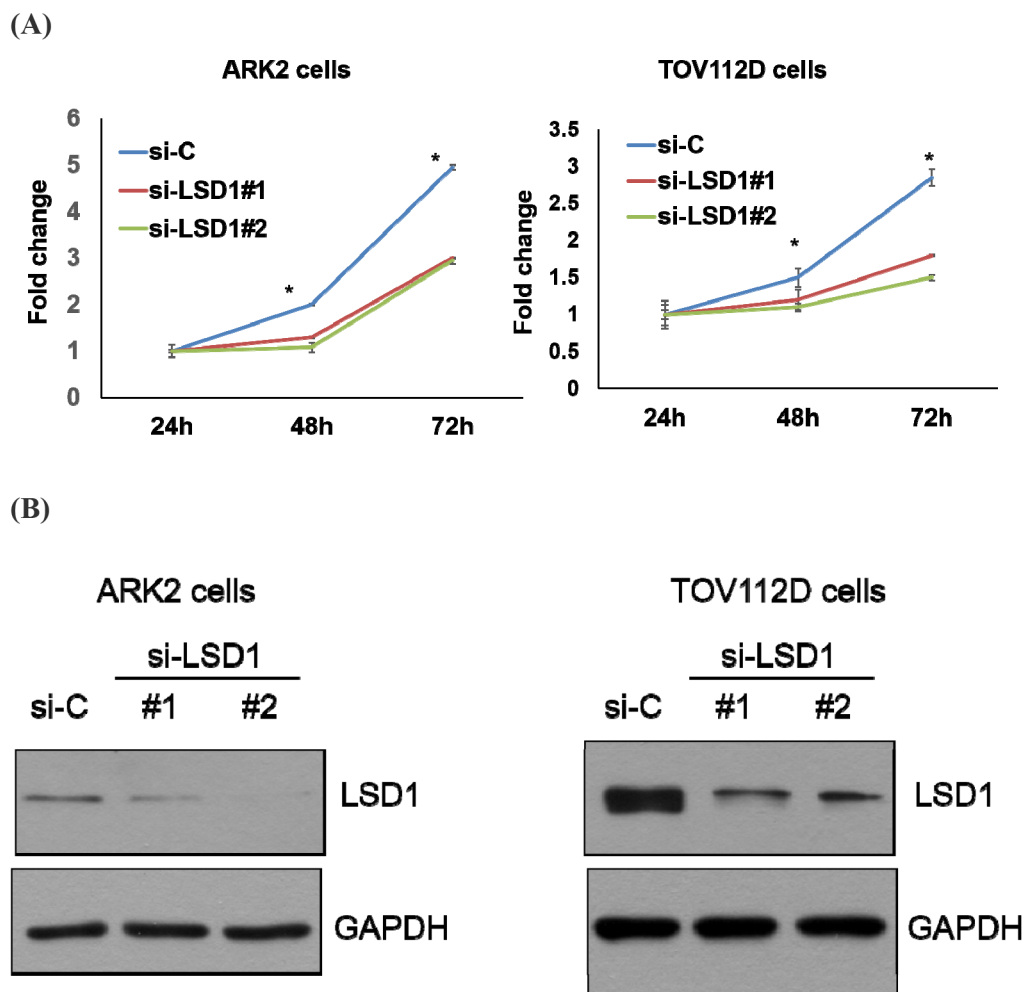 (A)
ARK2 cells
Fold change
6
5
4
3
2
1
0
si-C
si-LSD1#1
si-LSD1#2
*
*
24h 48h 72h
TOV112D cells
Fold change
3.5
3
2.5
2
1.5
1
0.5
0
si-C
si-LSD1#1
si-LSD1#2
*
*
24h 48h 72h
(B)
ARK2 cells
si-LSD1
si-C #1 #2
LSD1
GAPDH
TOV112D cells
si-LSD1
si-C #1 #2
LSD1
GAPDH